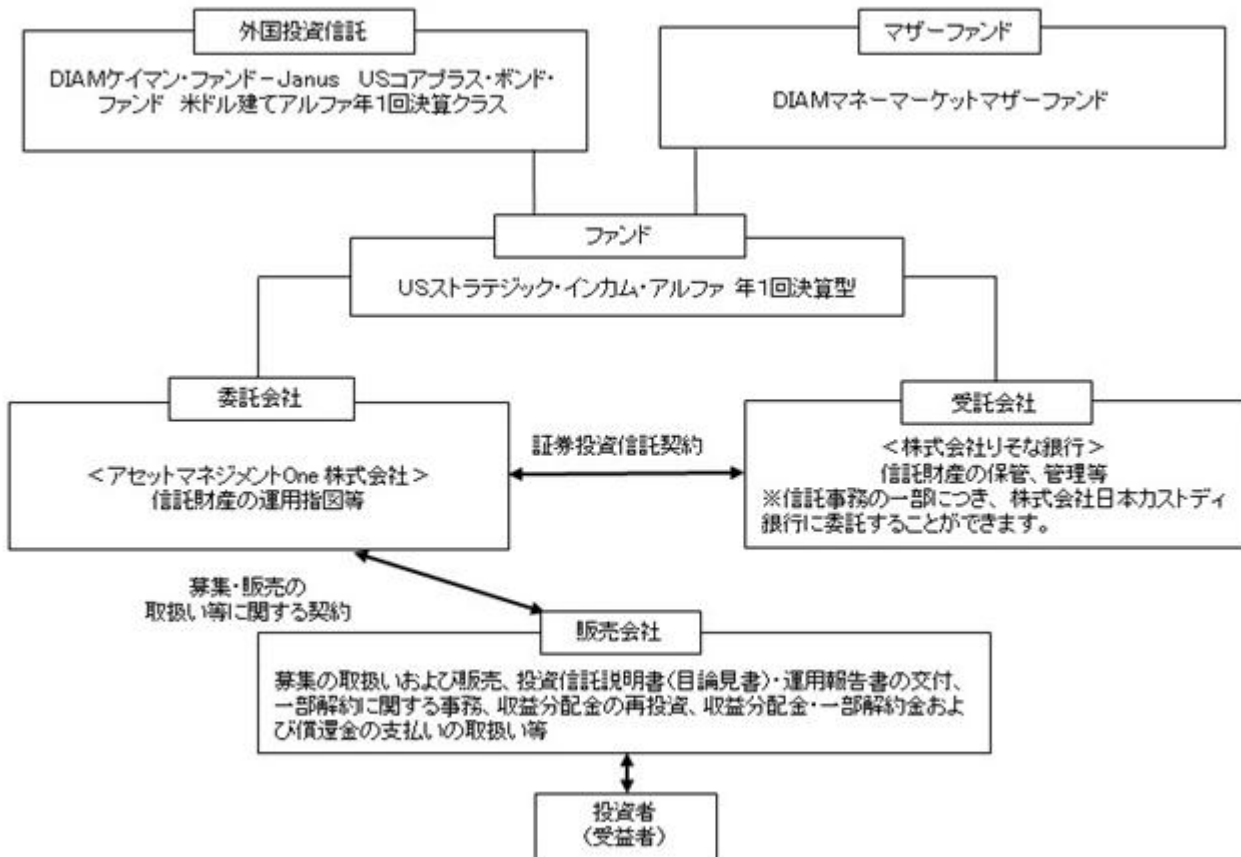 外国投資信託
DIAMケイマン・ファンド－Janus　USコアプラス・ボンド・
ファンド　米ドル建てアルファ年1回決算クラス
マザーファンド
DIAMマネーマーケットマザーファンド
ファンド
USストラテジック・インカム・アルファ 年1回決算型
委託会社
＜アセットマネジメントOne 株式会社＞
信託財産の運用指図等
証券投資信託契約
受託会社
＜株式会社りそな銀行＞
信託財産の保管、管理等
※信託事務の一部につき、株式会社日本カストディ
銀行に委託することができます。
募集・販売の
取扱い等に関する契約
販売会社
募集の取扱いおよび販売、投資信託説明書（目論見書）・運用報告書の交付、
一部解約に関する事務、収益分配金の再投資、収益分配金・一部解約金およ
び償還金の支払いの取扱い等
投資者
（受益者）